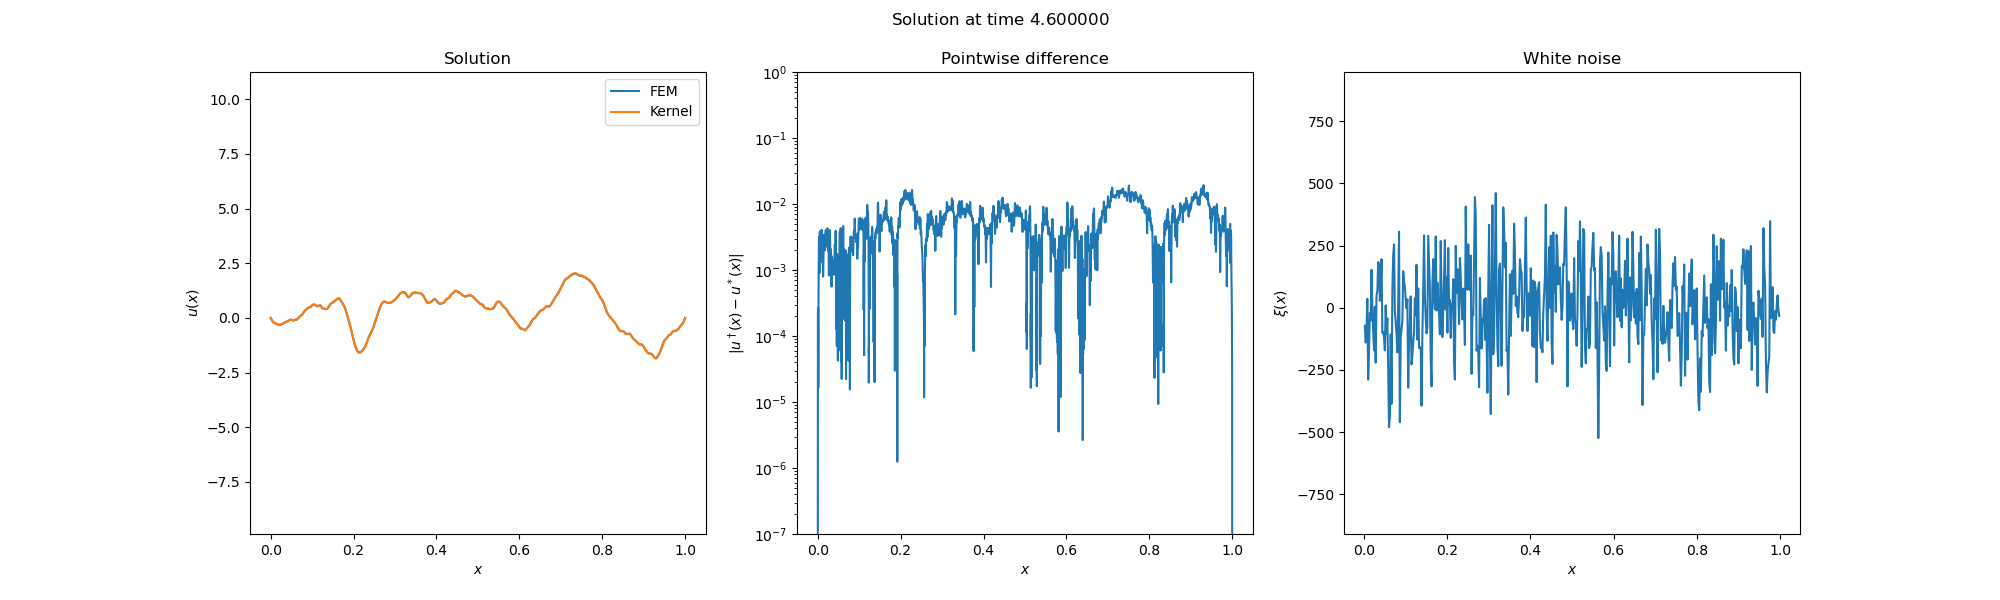 Solution at time 4.600000
Solution
10.0
7.5
5.0
2.5
0.0
−2.5
−5.0
−7.5
u(x)
0.0 0.2 0.4 0.6 0.8 1.0
x
FEM
Kernel
Pointwise difference
10⁰
10⁻¹
10⁻²
10⁻³
10⁻⁴
10⁻⁵
10⁻⁶
10⁻⁷
|u†(x) − u*(x)|
0.0 0.2 0.4 0.6 0.8 1.0
x
White noise
750
500
250
0
−250
−500
−750
ξ(x)
0.0 0.2 0.4 0.6 0.8 1.0
x